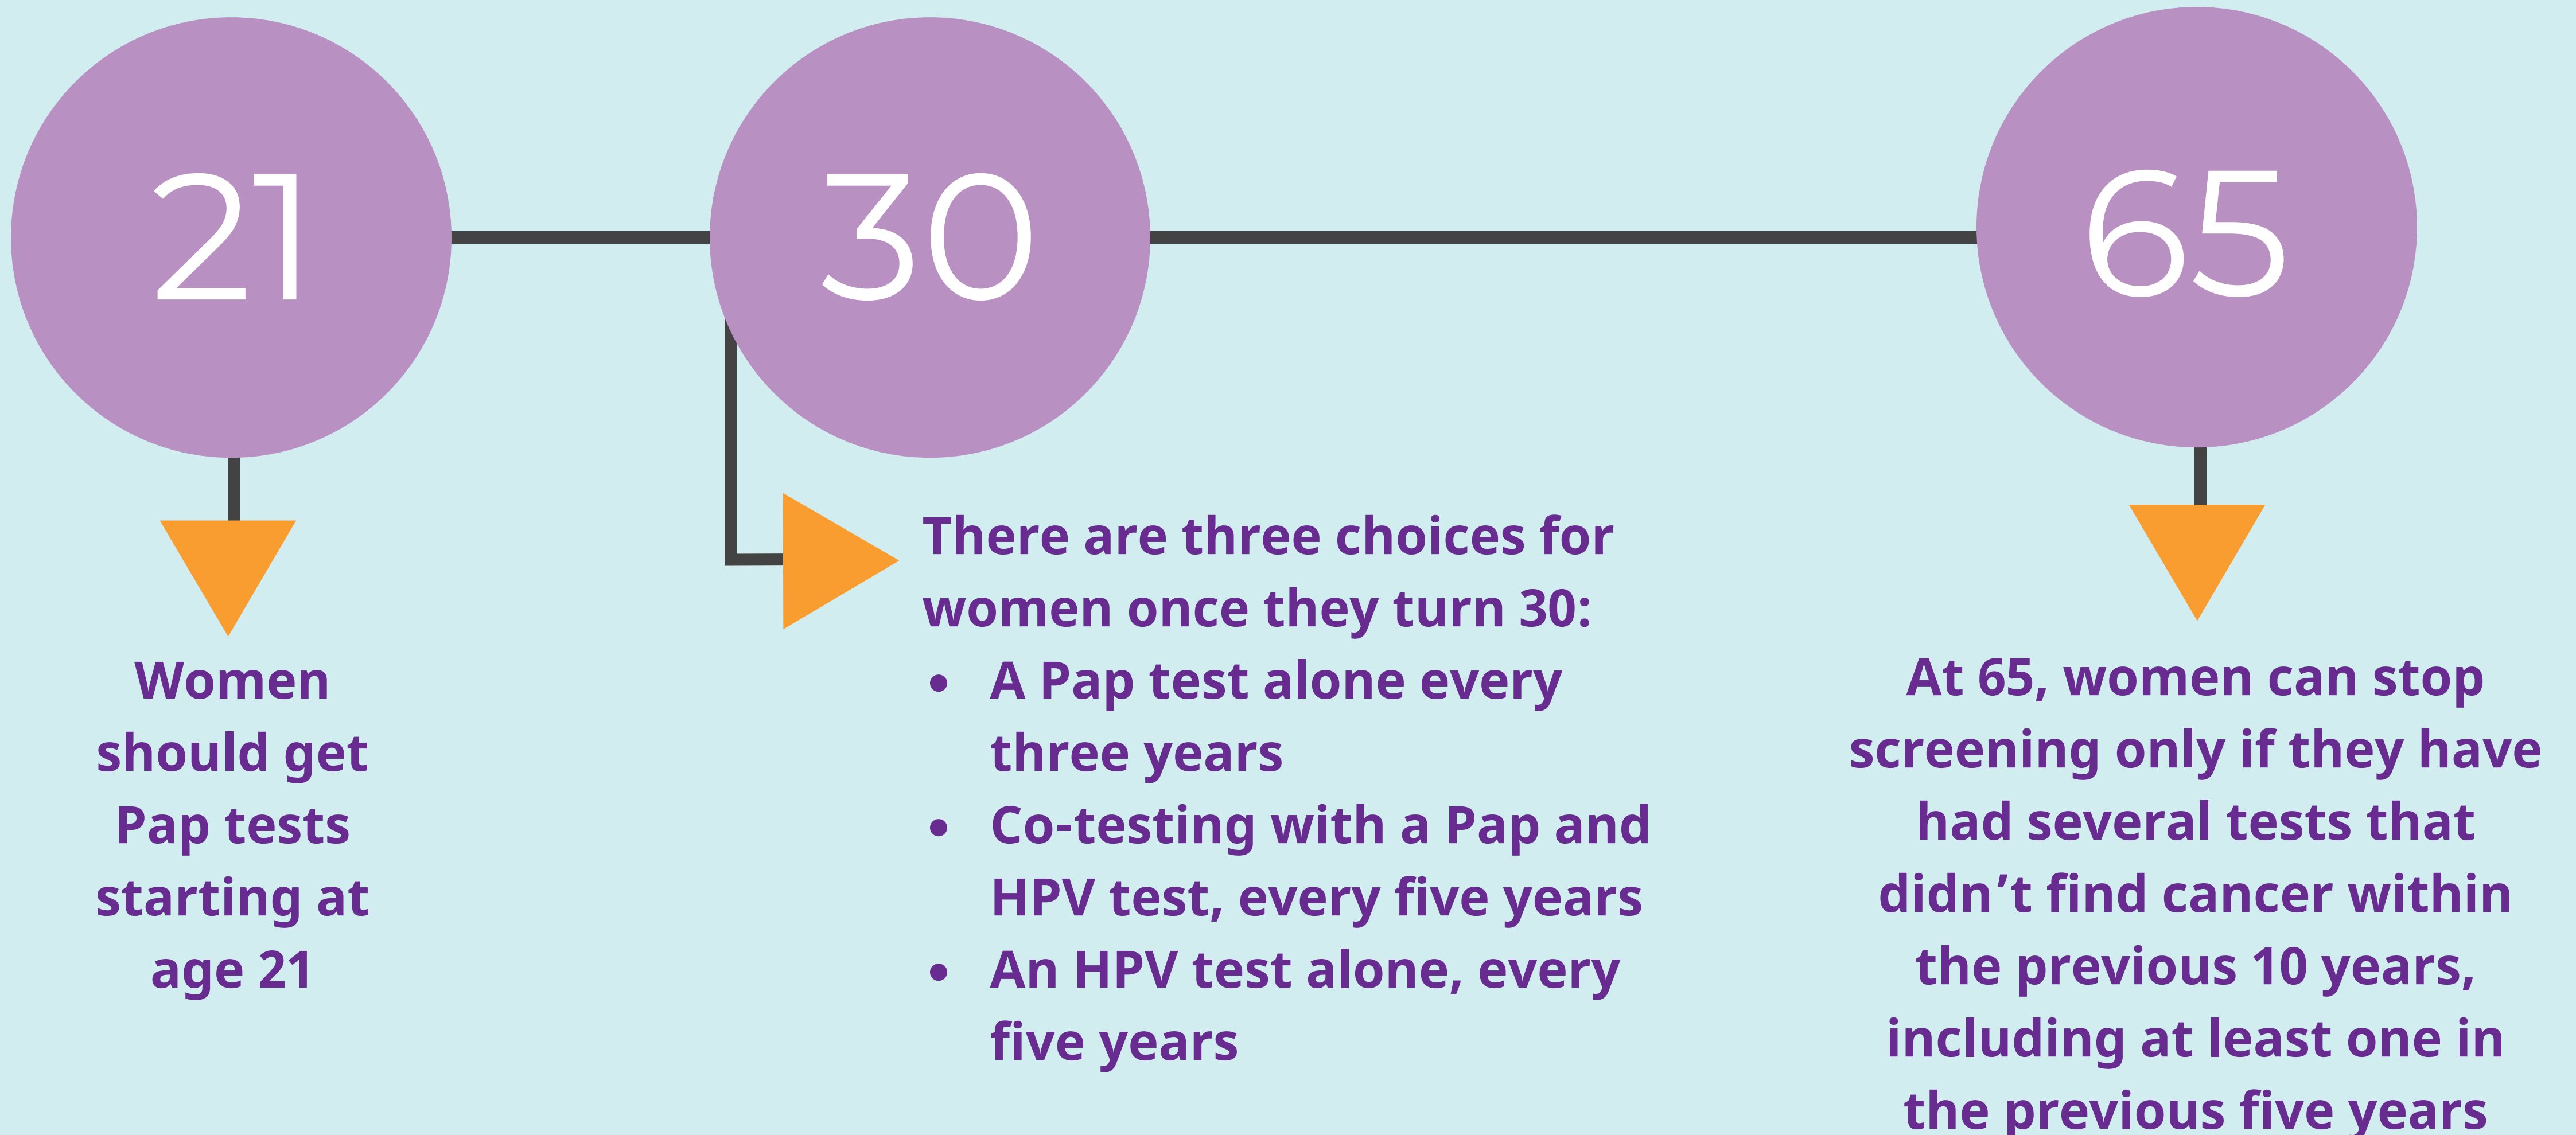 21
30
65
Women
should get
Pap tests
starting at
age 21
There are three choices for
women once they turn 30:
• A Pap test alone every
three years
• Co-testing with a Pap and
HPV test, every five years
• An HPV test alone, every
five years
At 65, women can stop
screening only if they have
had several tests that
didn’t find cancer within
the previous 10 years,
including at least one in
the previous five years